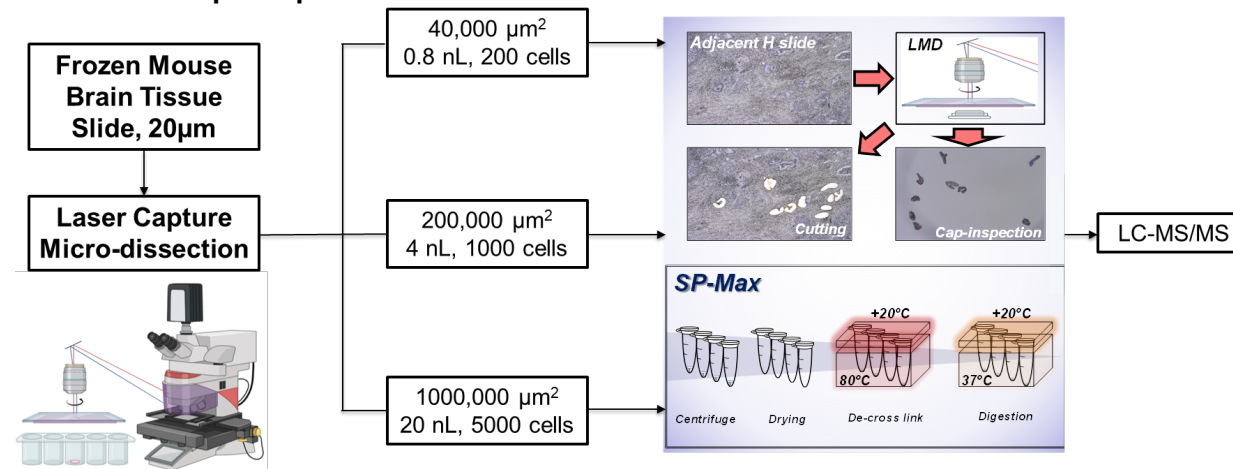 Frozen Mouse
Brain Tissue
Slide, 20µm
Laser Capture
Micro-dissection
40,000 µm²
0.8 nL, 200 cells
200,000 µm²
4 nL, 1000 cells
1000,000 µm²
20 nL, 5000 cells
Adjacent H slide
LMD
Cutting
Cap-inspection
SP-Max
+20°C
+20°C
80°C
37°C
Centrifuge
Drying
De-cross link
Digestion
LC-MS/MS